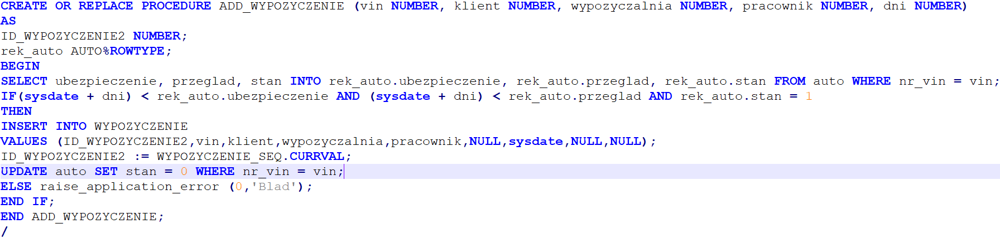 CREATE OR REPLACE PROCEDURE ADD_WYPOZYCZENIE (vin NUMBER, klient NUMBER, wypozyczalnia NUMBER, pracownik NUMBER, dni NUMBER)
AS
ID_WYPOZYCZENIE2 NUMBER;
rek_auto AUTO%ROWTYPE;
BEGIN
SELECT ubezpieczenie, przeglad, stan INTO rek_auto.ubezpieczenie, rek_auto.przeglad, rek_auto.stan FROM auto WHERE nr_vin = vin;
IF(sysdate + dni) < rek_auto.ubezpieczenie AND (sysdate + dni) < rek_auto.przeglad AND rek_auto.stan = 1
THEN
INSERT INTO WYPOZYCZENIE
VALUES (ID_WYPOZYCZENIE2,vin,klient,wypozyczalnia,pracownik,NULL,sysdate,NULL,NULL);
ID_WYPOZYCZENIE2 := WYPOZYCZENIE_SEQ.CURRVAL;
UPDATE auto SET stan = 0 WHERE nr_vin = vin;
ELSE raise_application_error (0,'Blad');
END IF;
END ADD_WYPOZYCZENIE;
/